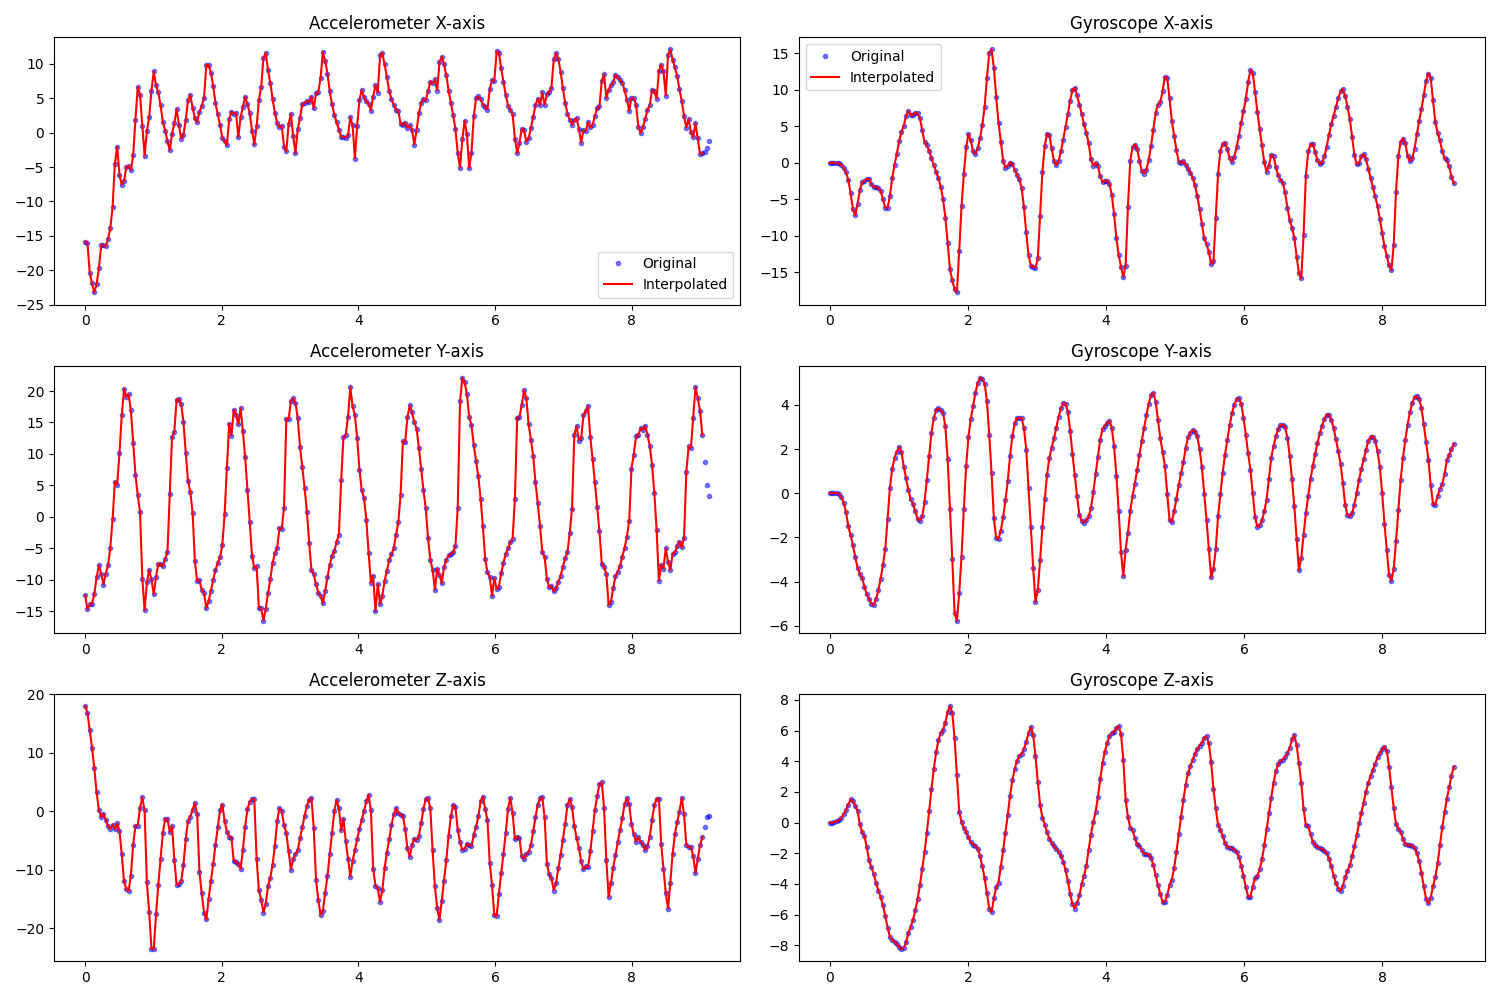 Accelerometer X-axis
10
5
0
−5
−10
−15
−20
−25
0 2 4 6 8
Original
Interpolated
Gyroscope X-axis
15
10
5
0
−5
−10
−15
0 2 4 6 8
Original
Interpolated
Accelerometer Y-axis
20
15
10
5
0
−5
−10
−15
0 2 4 6 8
Gyroscope Y-axis
4
2
0
−2
−4
−6
0 2 4 6 8
Accelerometer Z-axis
20
10
0
−10
−20
0 2 4 6 8
Gyroscope Z-axis
8
6
4
2
0
−2
−4
−6
−8
0 2 4 6 8